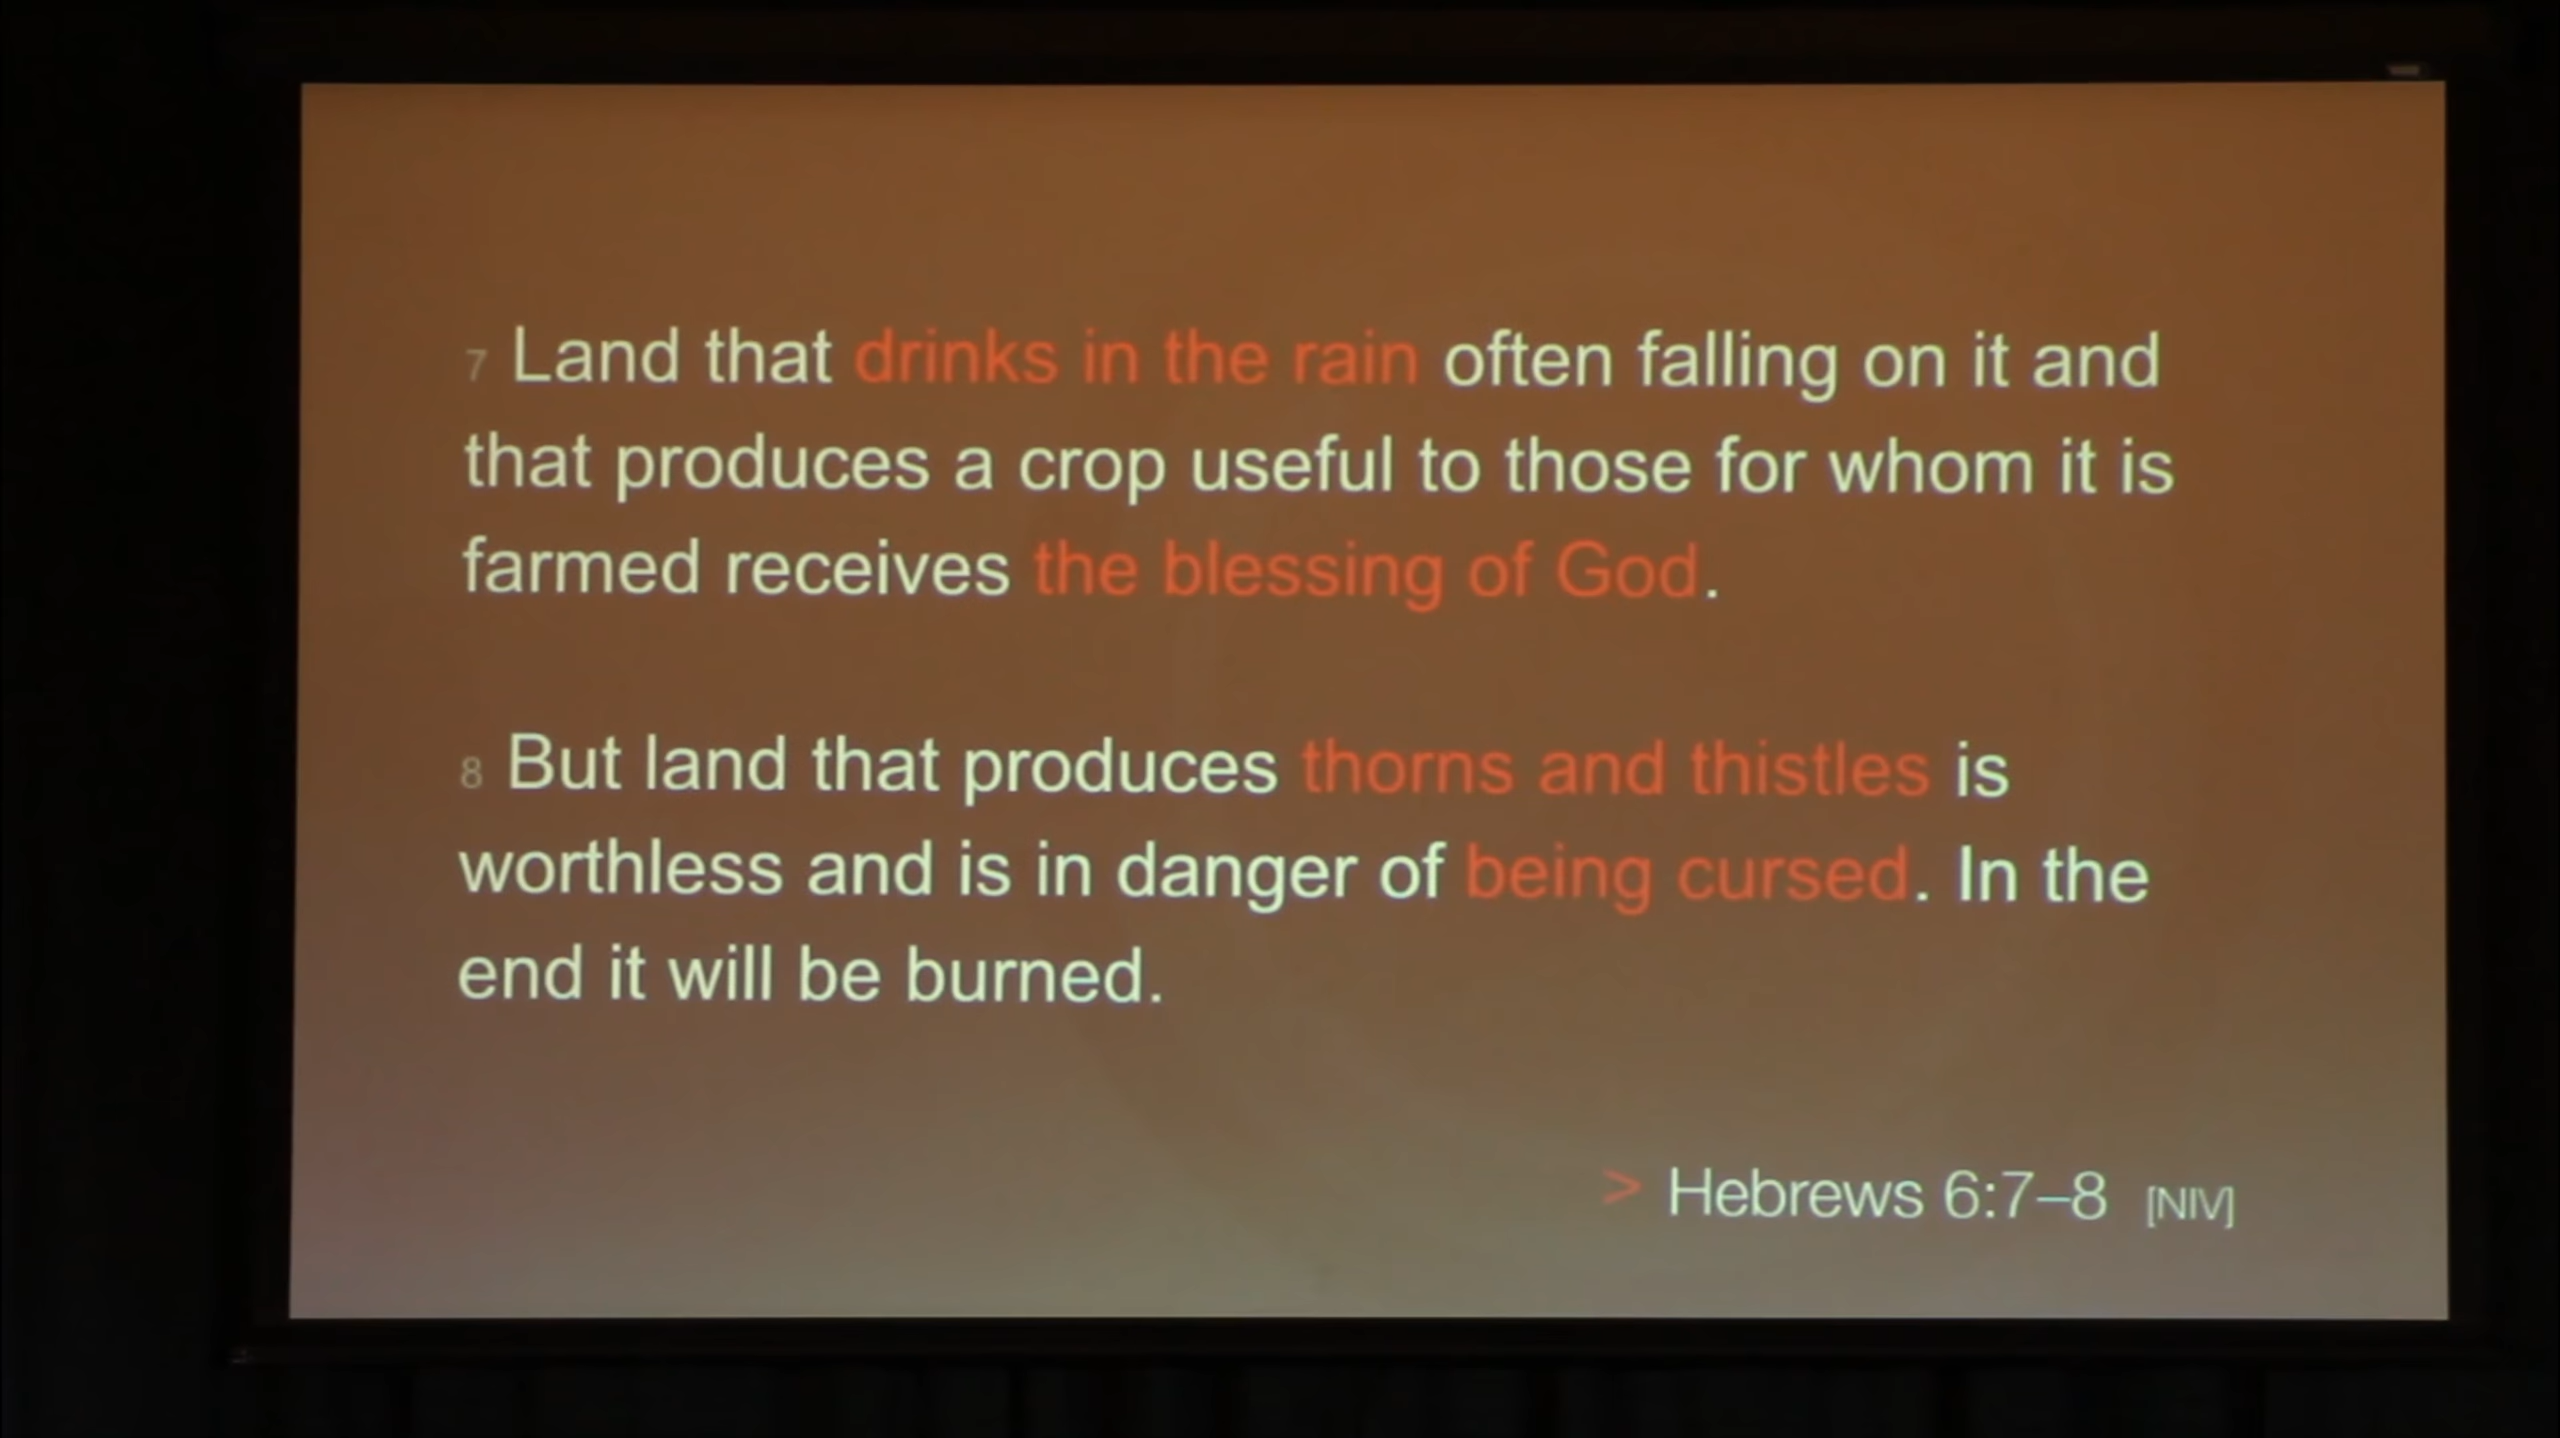 7 Land that drinks in the rain often falling on it and
that produces a crop useful to those for whom it is
farmed receives the blessing of God.
8 But land that produces thorns and thistles is
worthless and is in danger of being cursed. In the
end it will be burned.
> Hebrews 6:7–8 [NIV]